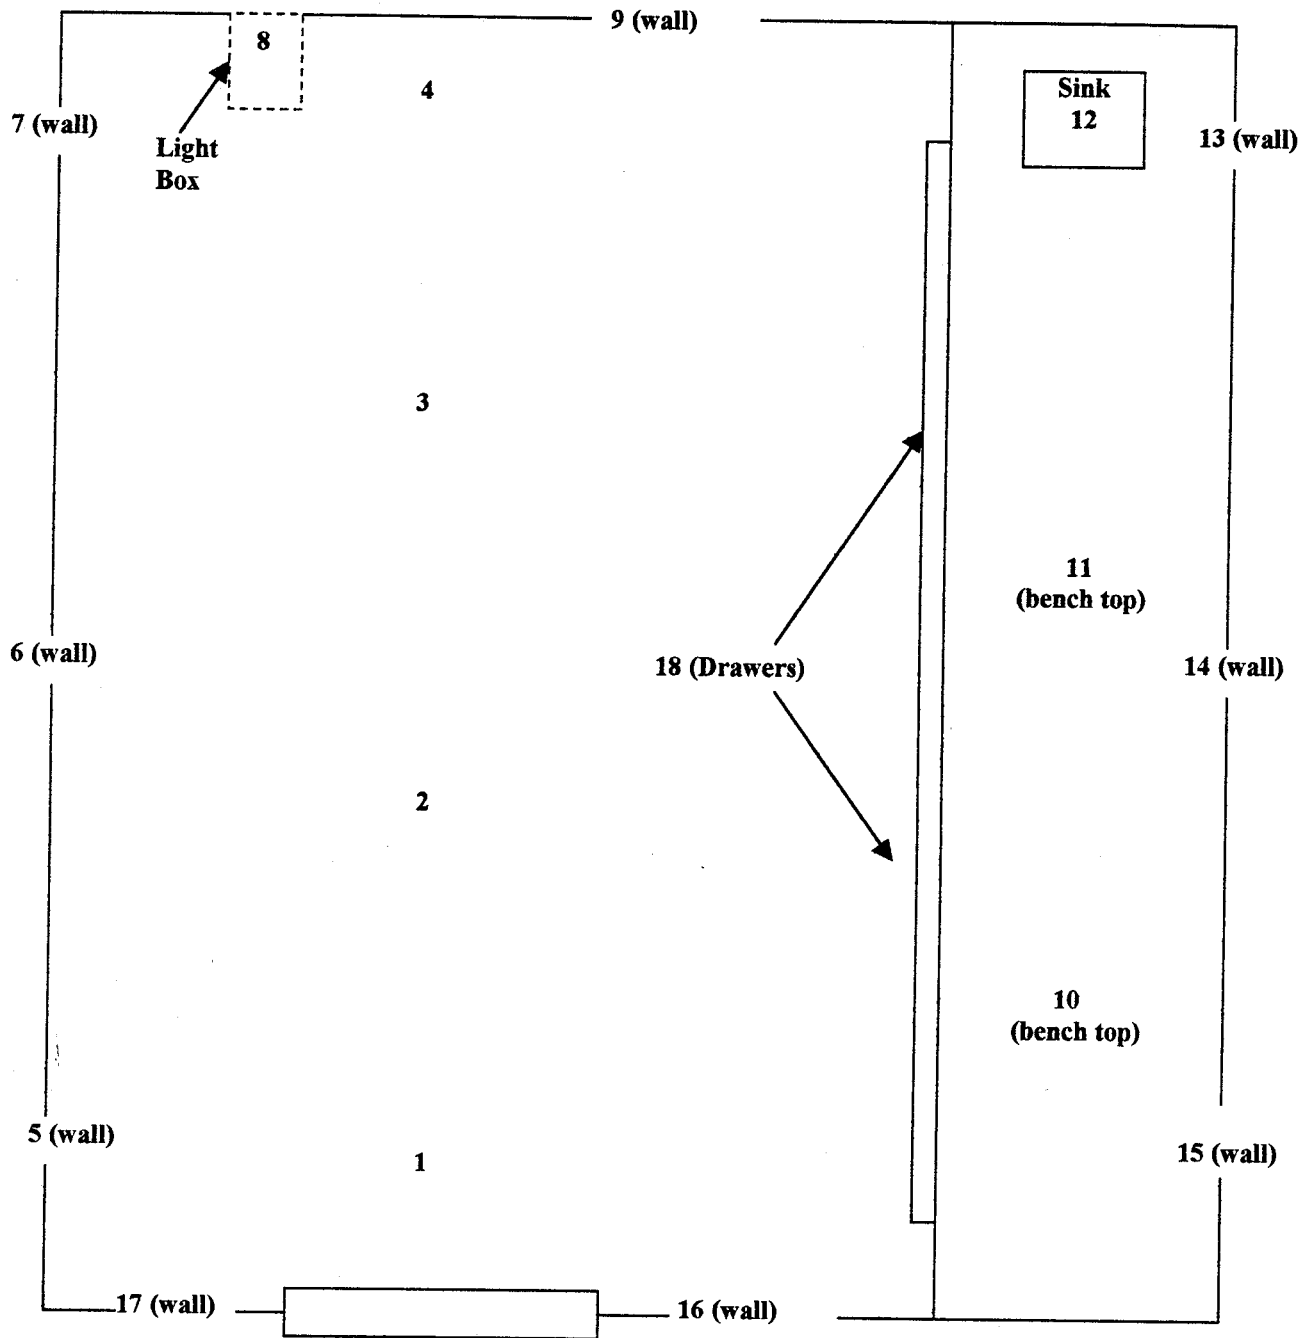 9 (wall)
8
4
Sink
12
7 (wall)
13 (wall)
Light
Box
3
11
(bench top)
6 (wall)
18 (Drawers)
14 (wall)
2
10
(bench top)
5 (wall)
1
15 (wall)
17 (wall)
16 (wall)